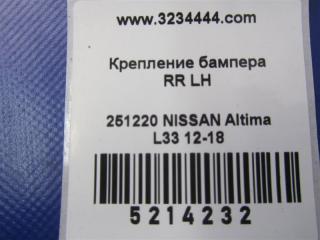 www.3234444.com
Крепление бампера
RR LH
251220 NISSAN Altima
L33 12-18
5214232